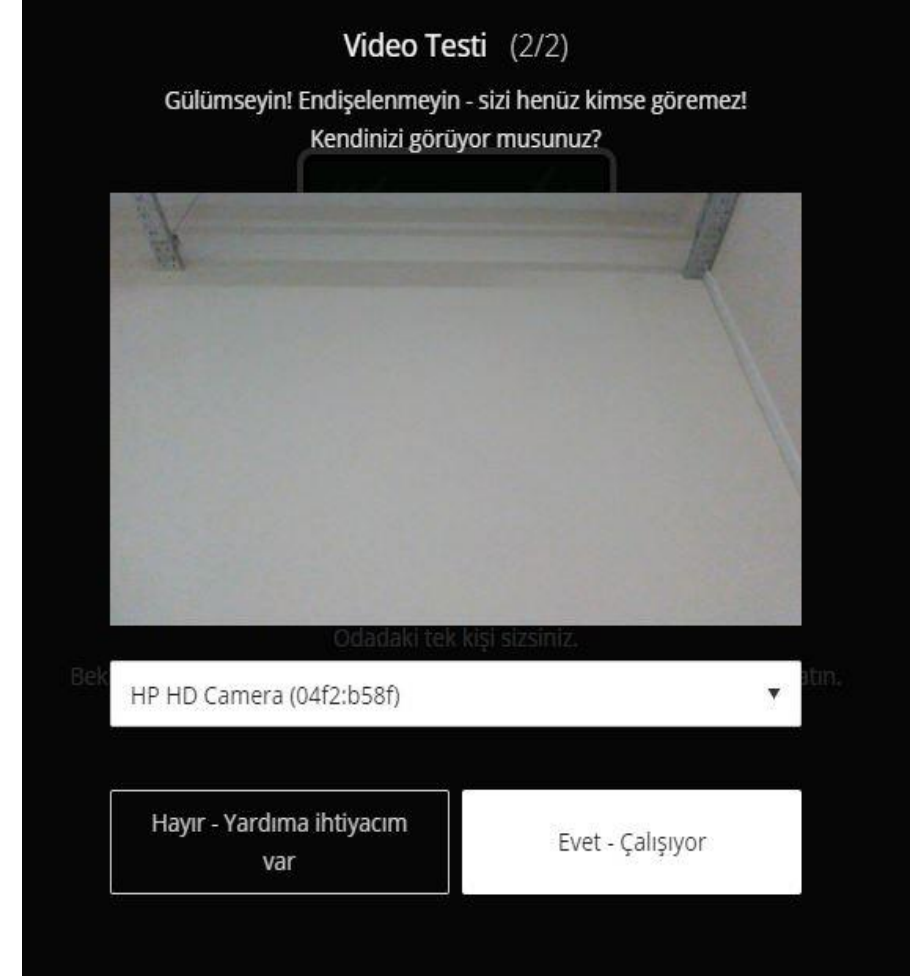 Video Testi (2/2)
Gülümseyin! Endişelenmeyin - sizi henüz kimse göremez!
Kendinizi görüyor musunuz?
Odadaki tek kişi sizsiniz.
HP HD Camera (04f2:b58f)
Hayır - Yardıma ihtiyacım
var
Evet - Çalışıyor